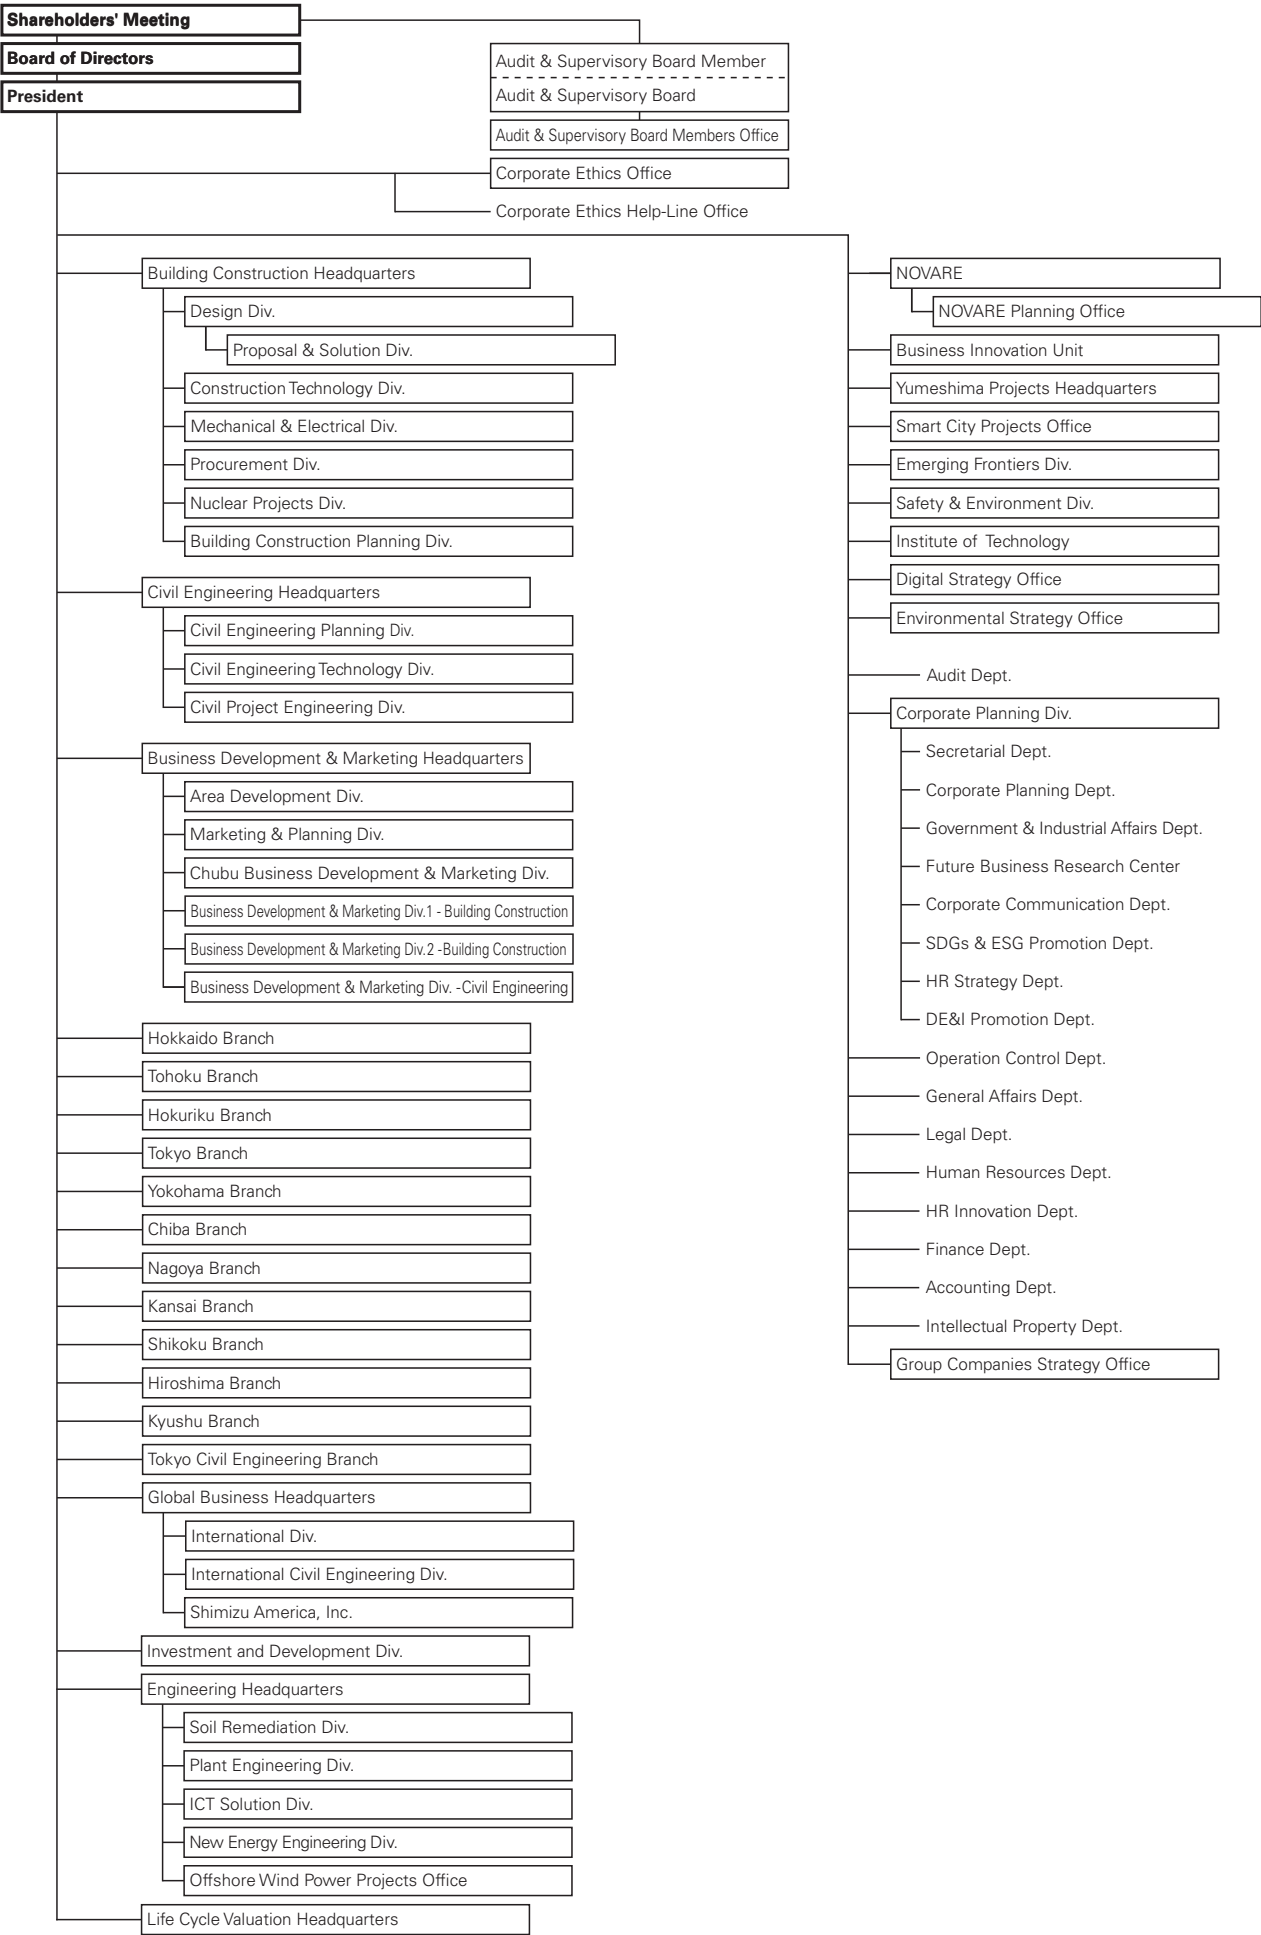 Shareholders' Meeting
Board of Directors
President
Audit & Supervisory Board Member
Audit & Supervisory Board
Audit & Supervisory Board Members Office
Corporate Ethics Office
Corporate Ethics Help-Line Office
Building Construction Headquarters
Design Div.
Proposal & Solution Div.
Construction Technology Div.
Mechanical & Electrical Div.
Procurement Div.
Nuclear Projects Div.
Building Construction Planning Div.
Civil Engineering Headquarters
Civil Engineering Planning Div.
Civil Engineering Technology Div.
Civil Project Engineering Div.
Business Development & Marketing Headquarters
Area Development Div.
Marketing & Planning Div.
Chubu Business Development & Marketing Div.
Business Development & Marketing Div.1 - Building Construction
Business Development & Marketing Div.2 -Building Construction
Business Development & Marketing Div. -Civil Engineering
Hokkaido Branch
Tohoku Branch
Hokuriku Branch
Tokyo Branch
Yokohama Branch
Chiba Branch
Nagoya Branch
Kansai Branch
Shikoku Branch
Hiroshima Branch
Kyushu Branch
Tokyo Civil Engineering Branch
Global Business Headquarters
International Div.
International Civil Engineering Div.
Shimizu America, Inc.
Investment and Development Div.
Engineering Headquarters
Soil Remediation Div.
Plant Engineering Div.
ICT Solution Div.
New Energy Engineering Div.
Offshore Wind Power Projects Office
Life Cycle Valuation Headquarters
NOVARE
NOVARE Planning Office
Business Innovation Unit
Yumeshima Projects Headquarters
Smart City Projects Office
Emerging Frontiers Div.
Safety & Environment Div.
Institute of Technology
Digital Strategy Office
Environmental Strategy Office
Audit Dept.
Corporate Planning Div.
Secretarial Dept.
Corporate Planning Dept.
Government & Industrial Affairs Dept.
Future Business Research Center
Corporate Communication Dept.
SDGs & ESG Promotion Dept.
HR Strategy Dept.
DE&I Promotion Dept.
Operation Control Dept.
General Affairs Dept.
Legal Dept.
Human Resources Dept.
HR Innovation Dept.
Finance Dept.
Accounting Dept.
Intellectual Property Dept.
Group Companies Strategy Office